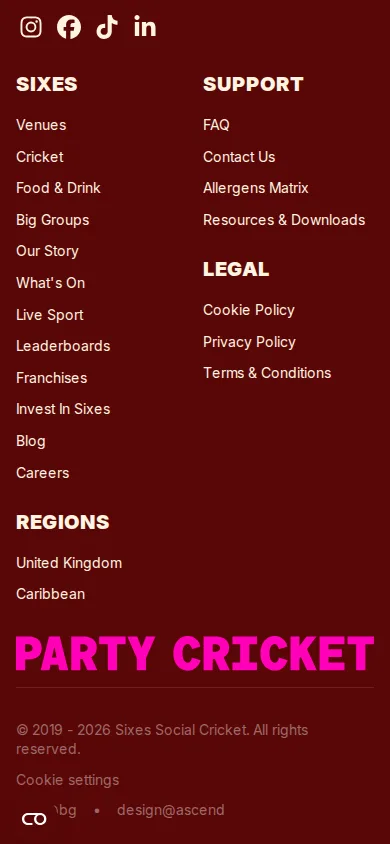 SIXES
Venues
Cricket
Food & Drink
Big Groups
Our Story
What's On
Live Sport
Leaderboards
Franchises
Invest In Sixes
Blog
Careers
SUPPORT
FAQ
Contact Us
Allergens Matrix
Resources & Downloads
LEGAL
Cookie Policy
Privacy Policy
Terms & Conditions
REGIONS
United Kingdom
Caribbean
PARTY CRICKET
© 2019 - 2026 Sixes Social Cricket. All rights
reserved.
Cookie settings
• design@ascend